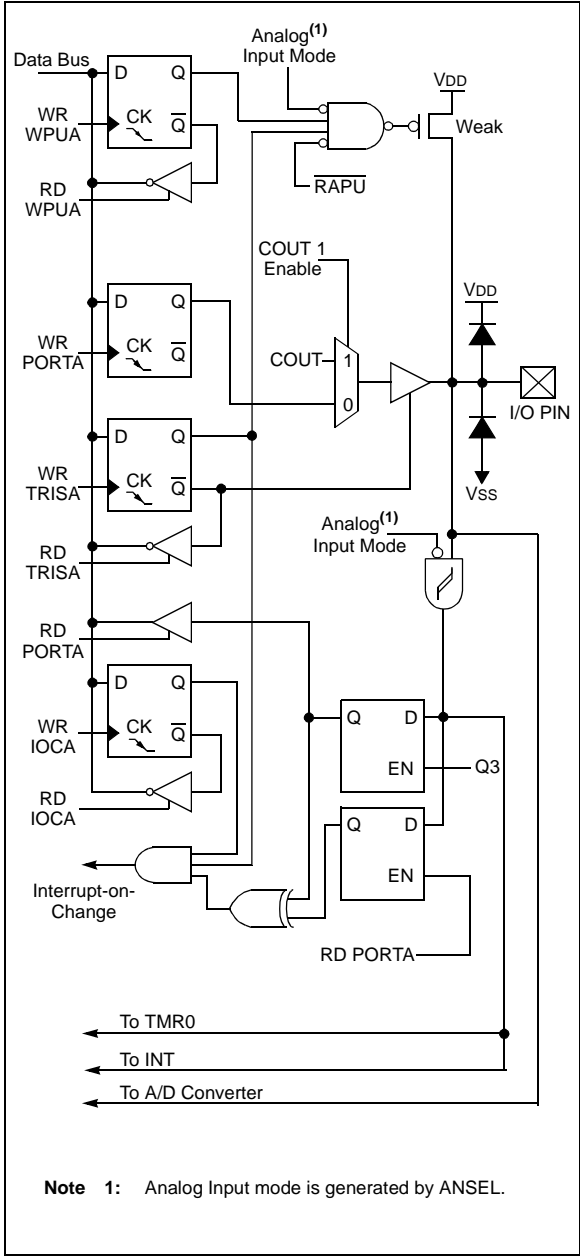 Analog(1)
Input Mode
Data Bus
D Q
VDD
WR
WPUA
CK Q
Weak
RD
WPUA
RAPU
COUT 1
Enable
D Q
VDD
WR
PORTA
CK Q
COUT 1
0
I/O PIN
D Q
WR
TRISA
CK Q
VSS
Analog(1)
Input Mode
RD
TRISA
RD
PORTA
D Q
Q D
WR
IOCA
CK Q
EN Q3
RD
IOCA
Q D
EN
Interrupt-on-
Change
RD PORTA
To TMR0
To INT
To A/D Converter
Note 1: Analog Input mode is generated by ANSEL.